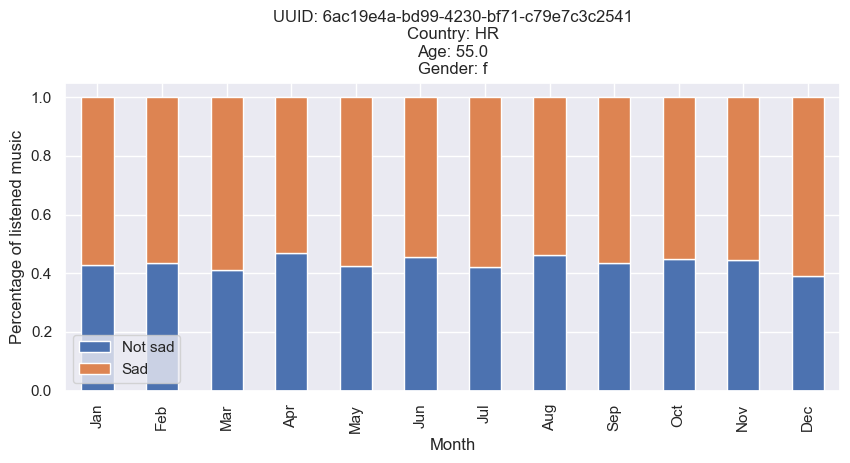 UUID: 6ac19e4a-bd99-4230-bf71-c79e7c3c2541
Country: HR
Age: 55.0
Gender: f
Percentage of listened music
1.0
0.8
0.6
0.4
0.2
0.0
Not sad
Sad
Jan
Feb
Mar
Apr
May
Jun
Jul
Aug
Sep
Oct
Nov
Dec
Month